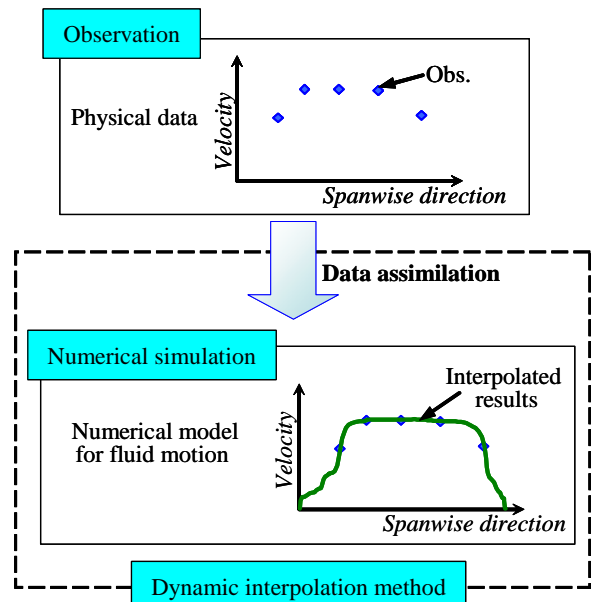 Observation
Obs.
Physical data
Velocity
Spanwise direction
Data assimilation
Numerical simulation
Interpolated
results
Numerical model
for fluid motion
Velocity
Spanwise direction
Dynamic interpolation method